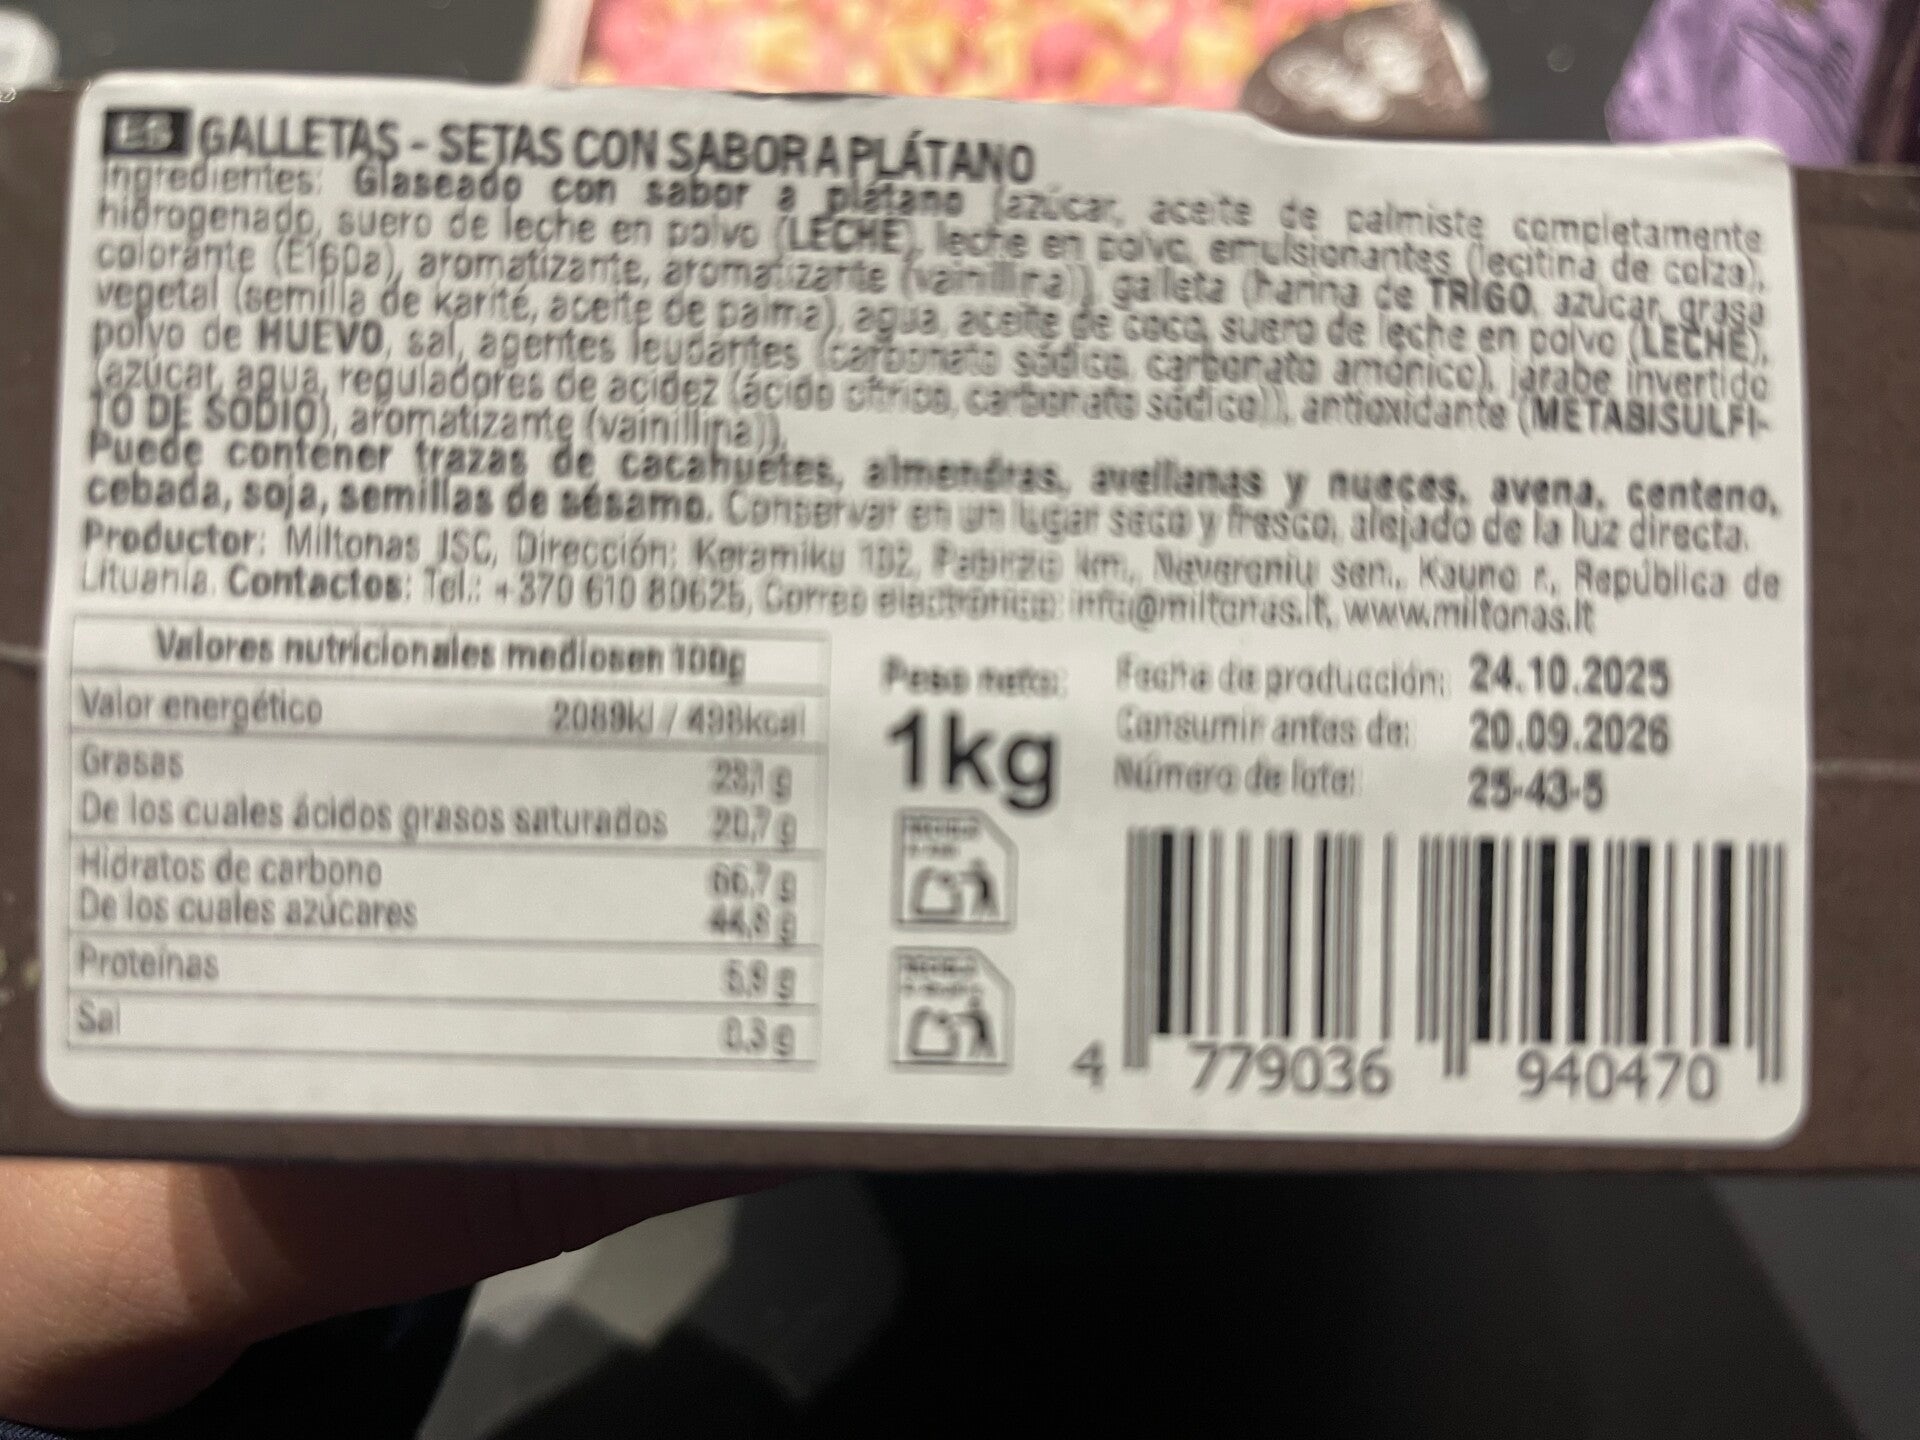 ES GALLETAS - SETAS CON SABOR A PLÁTANO
Ingredientes: Glaseado con sabor a plátano (azúcar, aceite de palmiste completamente
hidrogenado, suero de leche en polvo (LECHE), leche en polvo, emulsionantes (lecitina de colza),
colorante (E160a), aromatizante, aromatizante (vainillina)), galleta (harina de TRIGO, azúcar, grasa
vegetal (semilla de karité, aceite de palma), agua, aceite de coco, suero de leche en polvo (LECHE),
polvo de HUEVO, sal, agentes leudantes (carbonato sódico, carbonato amónico), jarabe invertido
(azúcar, agua, reguladores de acidez (ácido cítrico, carbonato sódico)), antioxidante (METABISULFI-
TO DE SODIO), aromatizante (vainillina)).
Puede contener trazas de cacahuetes, almendras, avellanas y nueces, avena, centeno,
cebada, soja, semillas de sésamo. Conservar en un lugar seco y fresco, alejado de la luz directa.
Productor: Miltonas JSC, Dirección: Keramiku 102, km., Neveroniu sen., Kauno r., República de
Lituania. Contactos: Tel.: +370 610 80625, Correo electrónico: info@miltonas.lt, www.miltonas.lt
Valores nutricionales mediosen 100g
Valor energético 2089kJ / 498kcal
Grasas 23,1 g
De los cuales ácidos grasos saturados 20,7 g
Hidratos de carbono 66,7 g
De los cuales azúcares g
Proteínas g
Sal 0,3 g
Peso neto:
1kg
Fecha de producción: 24.10.2025
Consumir antes de: 20.09.2026
Número de lote: 25-43-5
4 779036 940470